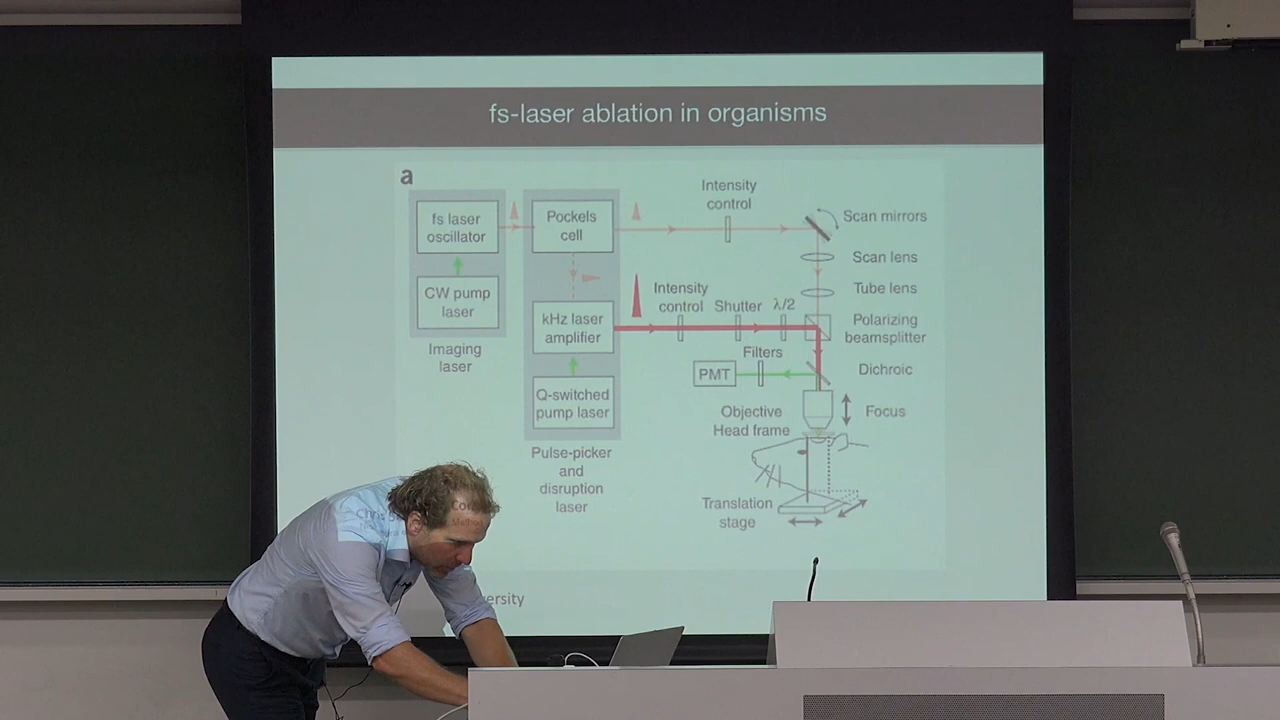 fs-laser ablation in organisms
a
fs laser
oscillator
CW pump
laser
Imaging
laser
Pockels
cell
kHz laser
amplifier
Q-switched
pump laser
Pulse-picker
and
disruption
laser
Intensity
control
Scan mirrors
Scan lens
Tube lens
Intensity
control
Shutter
λ/2
Polarizing
beamsplitter
Filters
PMT
Dichroic
Objective
Focus
Head frame
Translation
stage